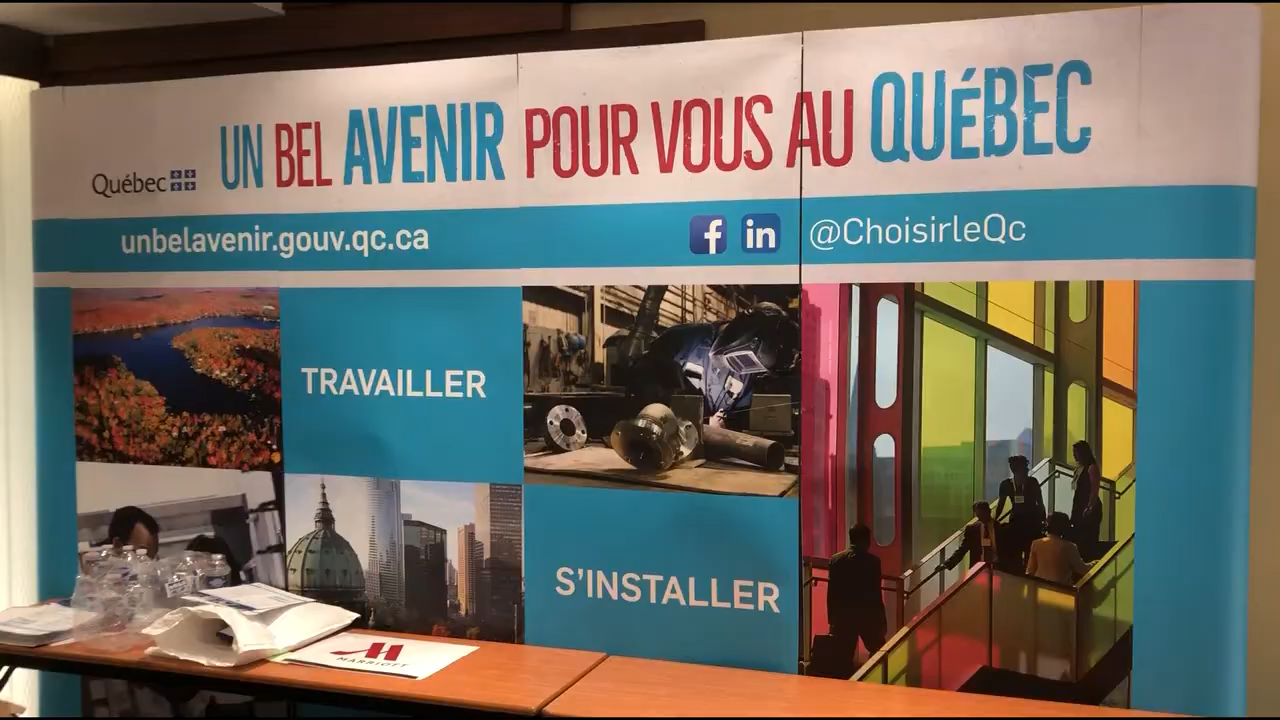 UN BEL AVENIR POUR VOUS AU QUÉBEC
Québec
unbelavenir.gouv.qc.ca
f in @ChoisirleQc
TRAVAILLER
S'INSTALLER
MARRIOTT